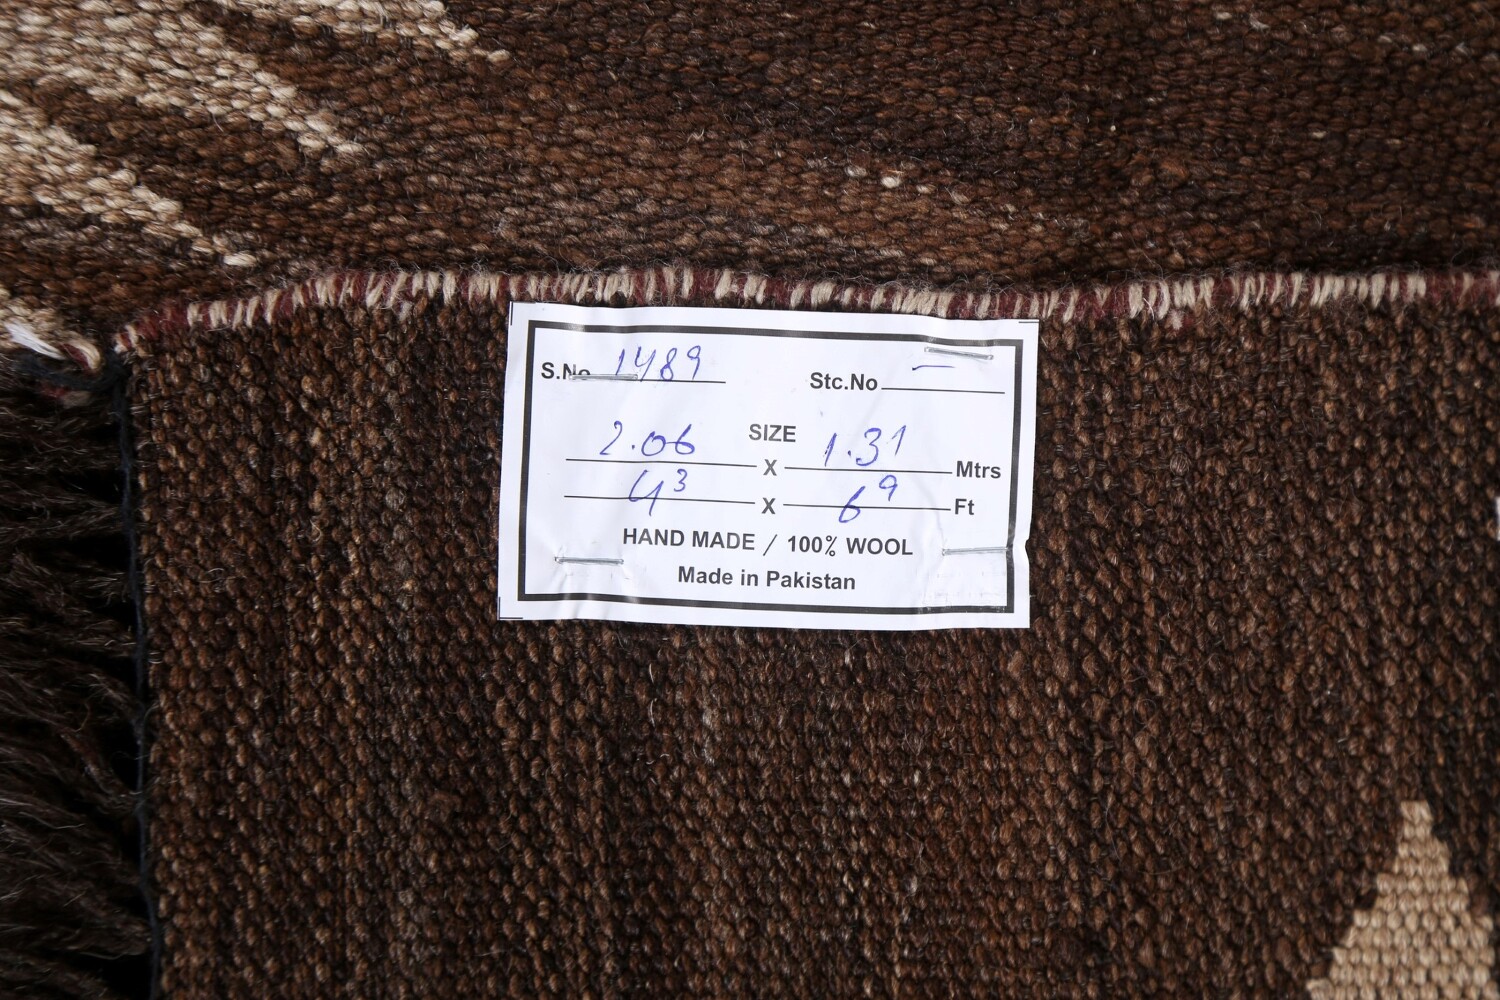 S.No 1489 Stc.No —
SIZE
2.06 X 1.31 Mtrs
4³ X 6⁹ Ft
HAND MADE / 100% WOOL
Made in Pakistan